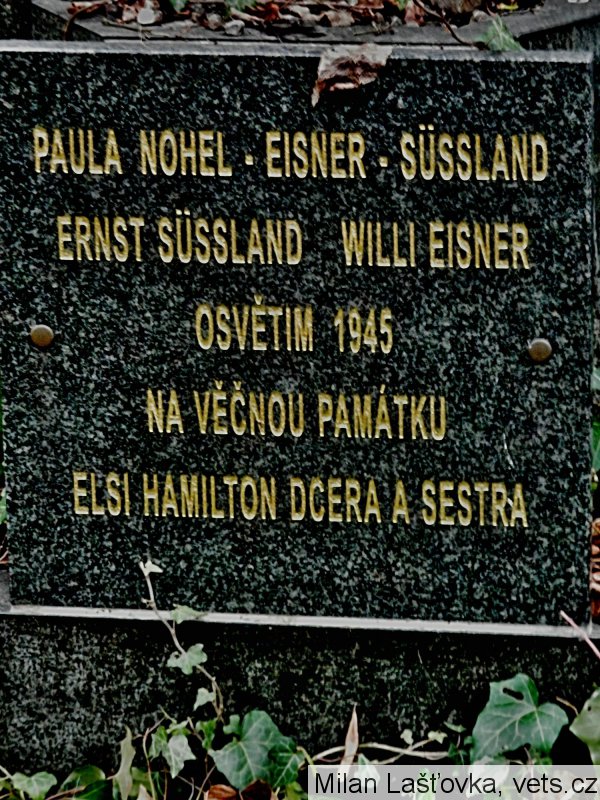 PAULA NOHEL - EISNER - SÜSSLAND
ERNST SÜSSLAND WILLI EISNER
OSVĚTIM 1945
NA VĚČNOU PAMÁTKU
ELSI HAMILTON DCERA A SESTRA
Milan Lašťovka, vets.cz